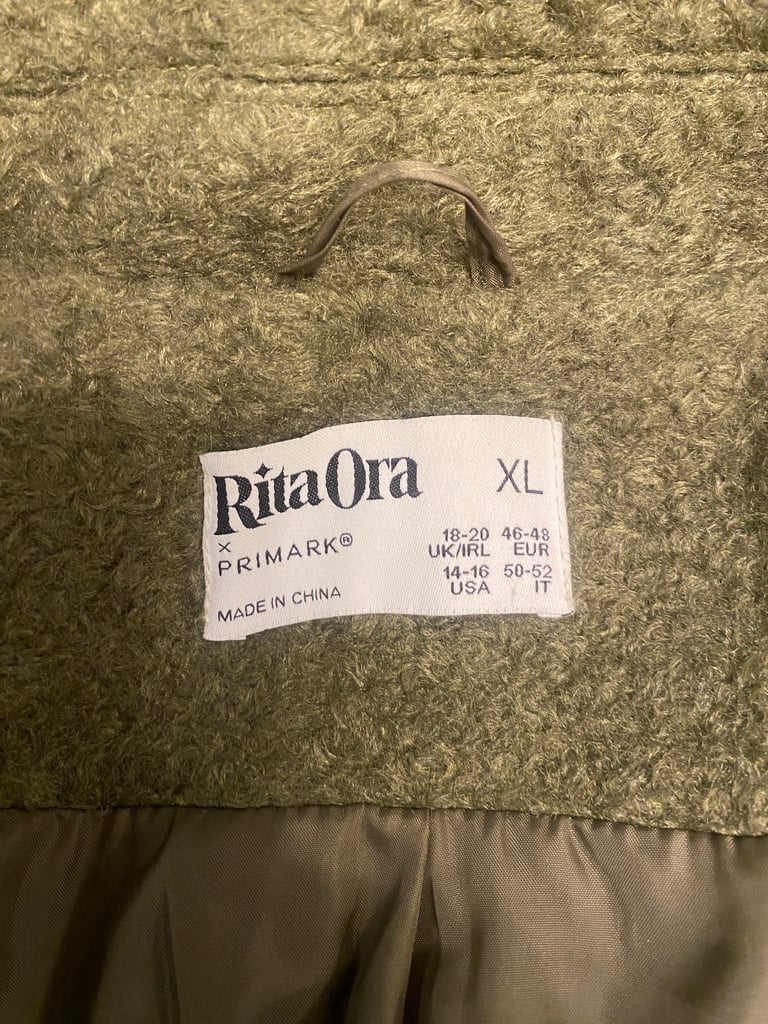 Rita Ora
XL
×
PRIMARK®
18-20 46-48
UK/IRL EUR
14-16 50-52
USA IT
MADE IN CHINA